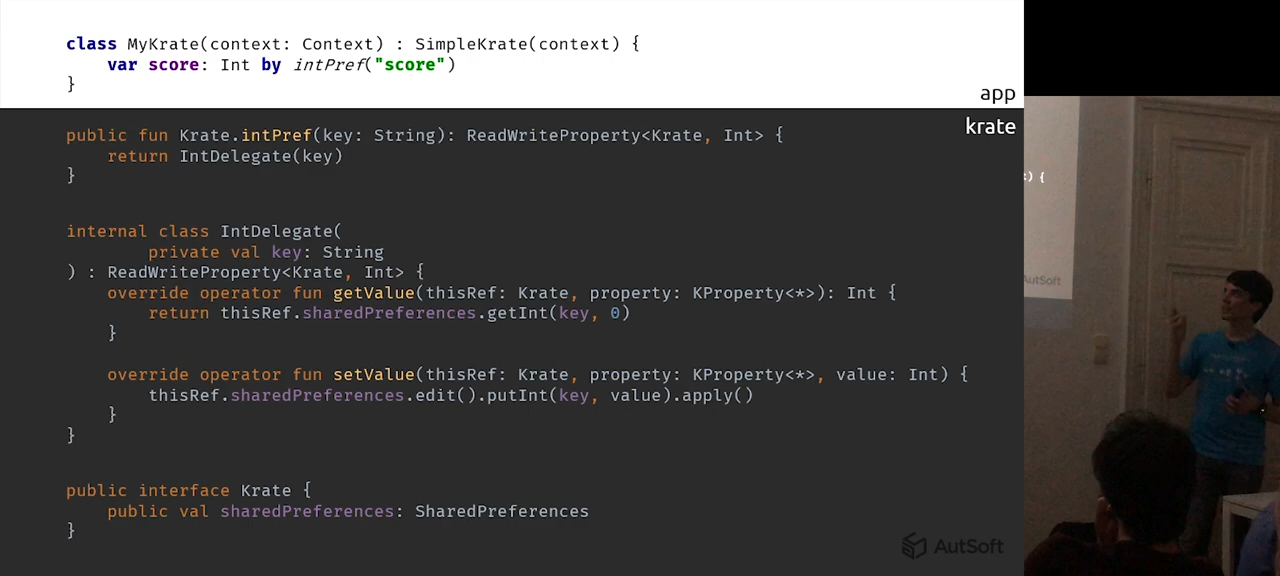 class MyKrate(context: Context) : SimpleKrate(context) {
    var score: Int by intPref("score")
}
app
krate
public fun Krate.intPref(key: String): ReadWriteProperty<Krate, Int> {
    return IntDelegate(key)
}
internal class IntDelegate(
        private val key: String
) : ReadWriteProperty<Krate, Int> {
    override operator fun getValue(thisRef: Krate, property: KProperty<*>): Int {
        return thisRef.sharedPreferences.getInt(key, 0)
    }
    override operator fun setValue(thisRef: Krate, property: KProperty<*>, value: Int) {
        thisRef.sharedPreferences.edit().putInt(key, value).apply()
    }
}
public interface Krate {
    public val sharedPreferences: SharedPreferences
}
AutSoft
) {
AutSoft